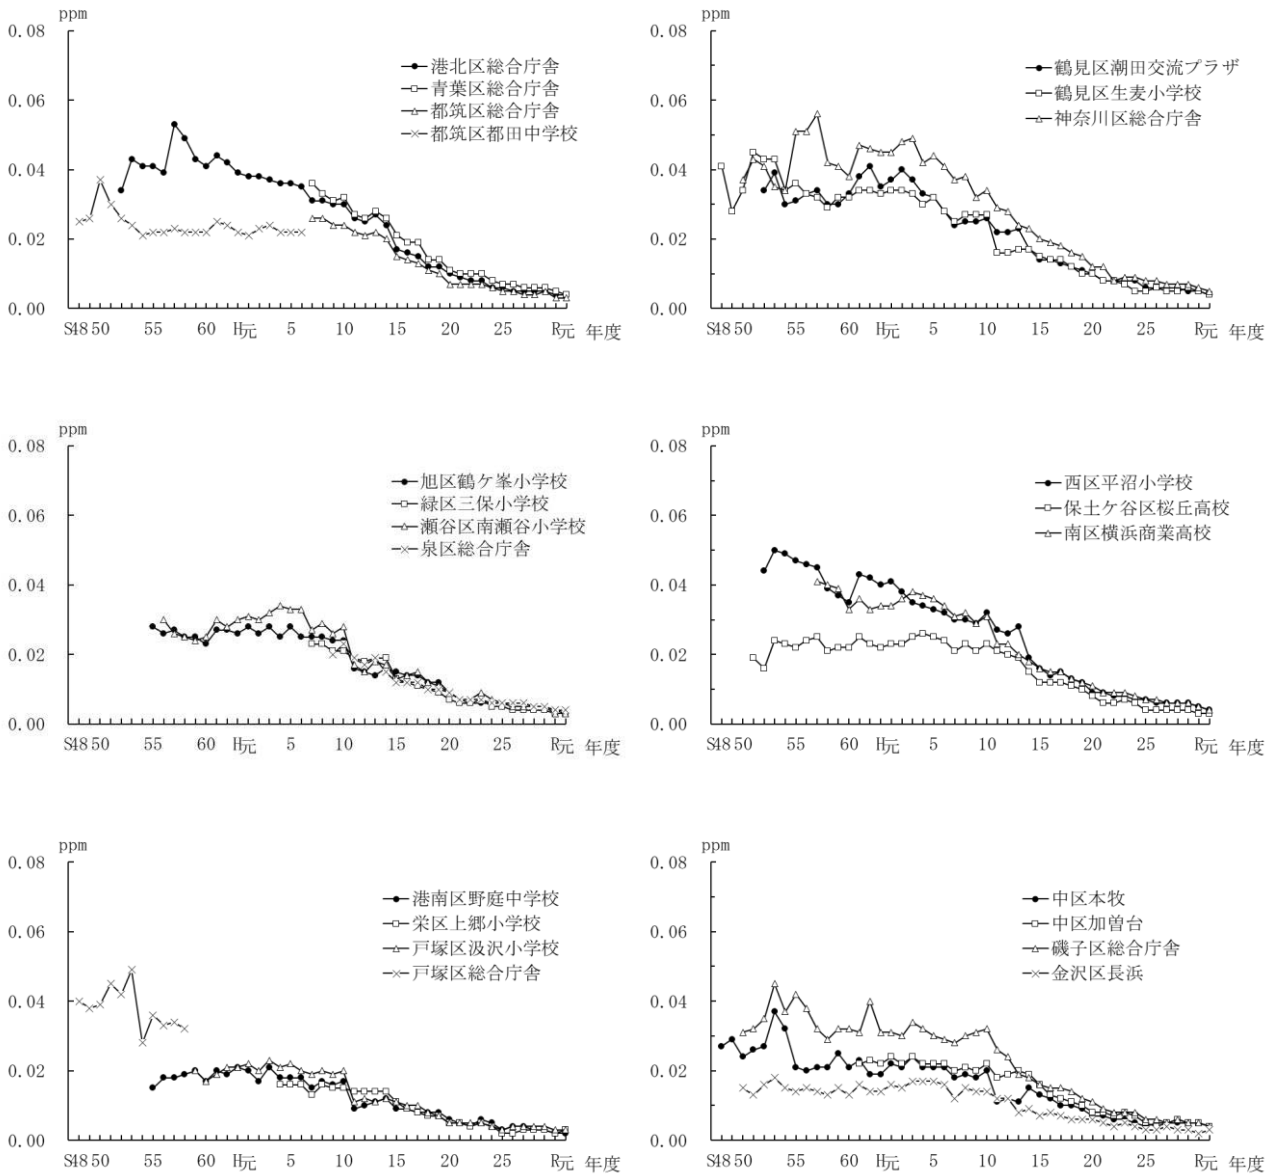 ppm
0.08
0.06
0.04
0.02
0.00
港北区総合庁舎
青葉区総合庁舎
都筑区総合庁舎
都筑区都田中学校
S48 50 55 60 H元 5 10 15 20 25 R元 年度
ppm
0.08
0.06
0.04
0.02
0.00
鶴見区潮田交流プラザ
鶴見区生麦小学校
神奈川区総合庁舎
S48 50 55 60 H元 5 10 15 20 25 R元 年度
ppm
0.08
0.06
0.04
0.02
0.00
旭区鶴ケ峯小学校
緑区三保小学校
瀬谷区南瀬谷小学校
泉区総合庁舎
S48 50 55 60 H元 5 10 15 20 25 R元 年度
ppm
0.08
0.06
0.04
0.02
0.00
西区平沼小学校
保土ケ谷区桜丘高校
南区横浜商業高校
S48 50 55 60 H元 5 10 15 20 25 R元 年度
ppm
0.08
0.06
0.04
0.02
0.00
港南区野庭中学校
栄区上郷小学校
戸塚区汲沢小学校
戸塚区総合庁舎
S48 50 55 60 H元 5 10 15 20 25 R元 年度
ppm
0.08
0.06
0.04
0.02
0.00
中区本牧
中区加曽台
磯子区総合庁舎
金沢区長浜
S48 50 55 60 H元 5 10 15 20 25 R元 年度